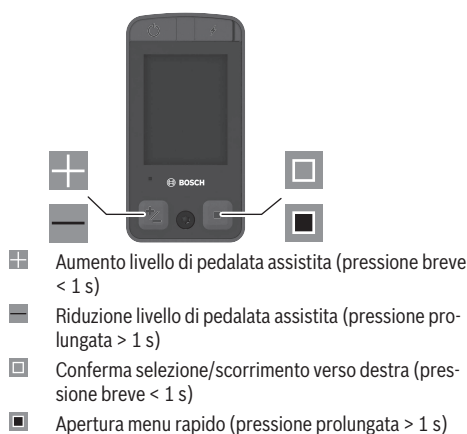 BOSCH
Aumento livello di pedalata assistita (pressione breve
< 1 s)
Riduzione livello di pedalata assistita (pressione pro-
lungata > 1 s)
Conferma selezione/scorrimento verso destra (pres-
sione breve < 1 s)
Apertura menu rapido (pressione prolungata > 1 s)